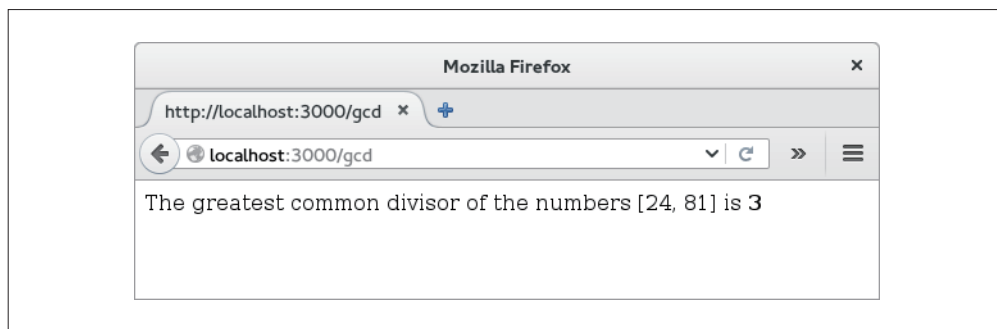 Mozilla Firefox
http://localhost:3000/gcd
localhost:3000/gcd
The greatest common divisor of the numbers [24, 81] is 3